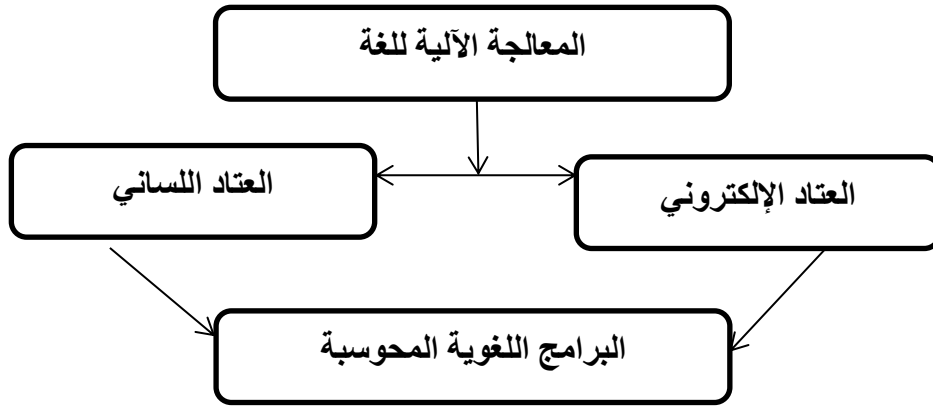 المعالجة الآلية للغة
العتاد الإلكتروني
العتاد اللساني
البرامج اللغوية المحوسبة